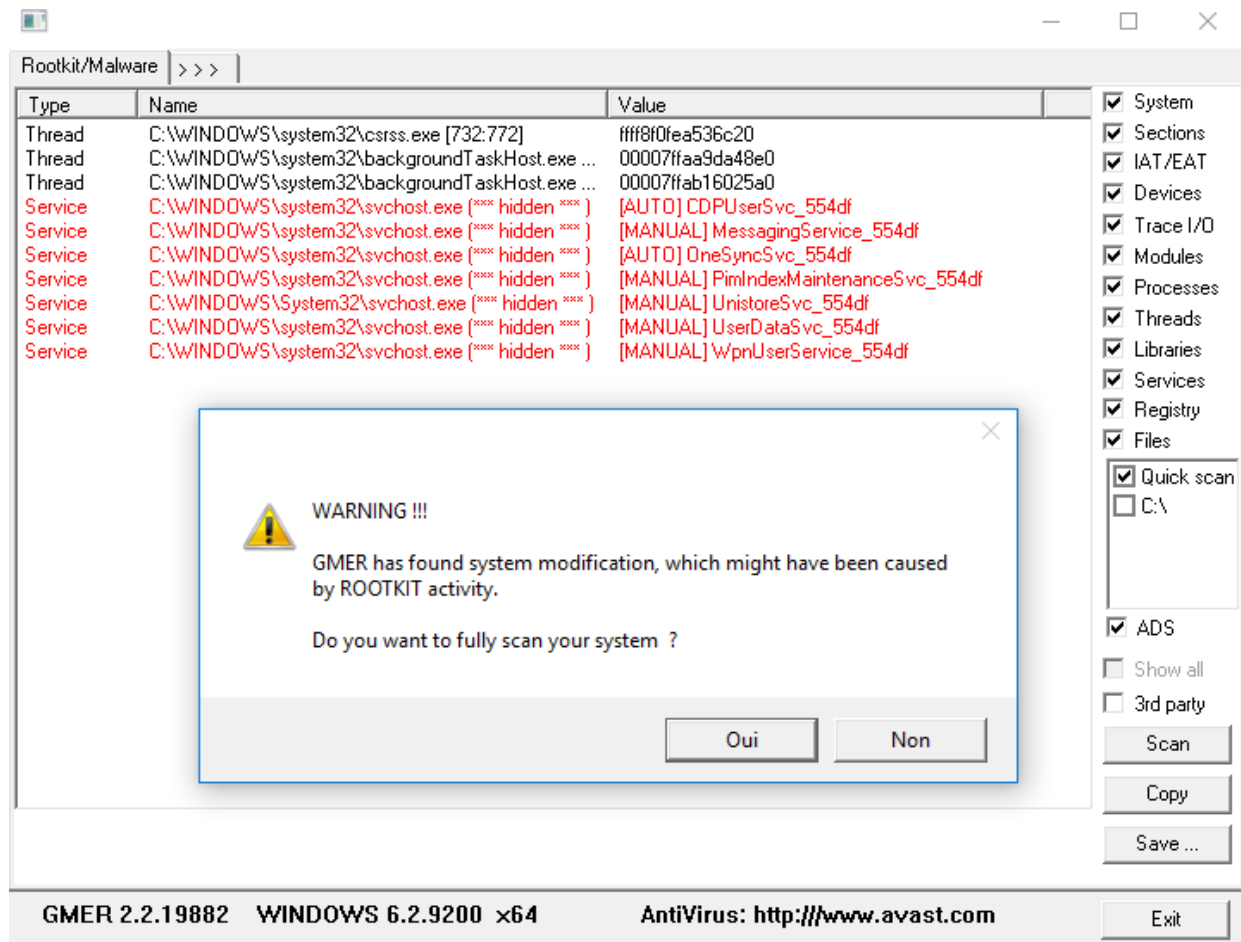 Rootkit/Malware > > >
Type Name Value
Thread C:\WINDOWS\system32\csrss.exe [732:772] ffff8f0fea536c20
Thread C:\WINDOWS\system32\backgroundTaskHost.exe ... 00007ffaa9da48e0
Thread C:\WINDOWS\system32\backgroundTaskHost.exe ... 00007ffab16025a0
Service C:\WINDOWS\system32\svchost.exe (*** hidden *** ) [AUTO] CDPUserSvc_554df
Service C:\WINDOWS\system32\svchost.exe (*** hidden *** ) [MANUAL] MessagingService_554df
Service C:\WINDOWS\system32\svchost.exe (*** hidden *** ) [AUTO] OneSyncSvc_554df
Service C:\WINDOWS\system32\svchost.exe (*** hidden *** ) [MANUAL] PimIndexMaintenanceSvc_554df
Service C:\WINDOWS\System32\svchost.exe (*** hidden *** ) [MANUAL] UnistoreSvc_554df
Service C:\WINDOWS\system32\svchost.exe (*** hidden *** ) [MANUAL] UserDataSvc_554df
Service C:\WINDOWS\system32\svchost.exe (*** hidden *** ) [MANUAL] WpnUserService_554df
WARNING !!!
GMER has found system modification, which might have been caused
by ROOTKIT activity.
Do you want to fully scan your system ?
Oui Non
System
Sections
IAT/EAT
Devices
Trace I/O
Modules
Processes
Threads
Libraries
Services
Registry
Files
Quick scan
C:\
ADS
Show all
3rd party
Scan
Copy
Save ...
GMER 2.2.19882 WINDOWS 6.2.9200 x64 AntiVirus: http:///www.avast.com Exit